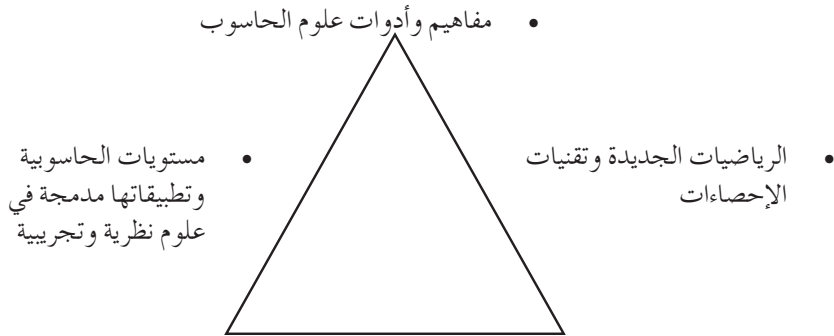 • مفاهيم وأدوات علوم الحاسوب
• الرياضيات الجديدة وتقنيات
الإحصاءات
• مستويات الحاسوبية
وتطبيقاتها مدمجة في
علوم نظرية وتجريبية